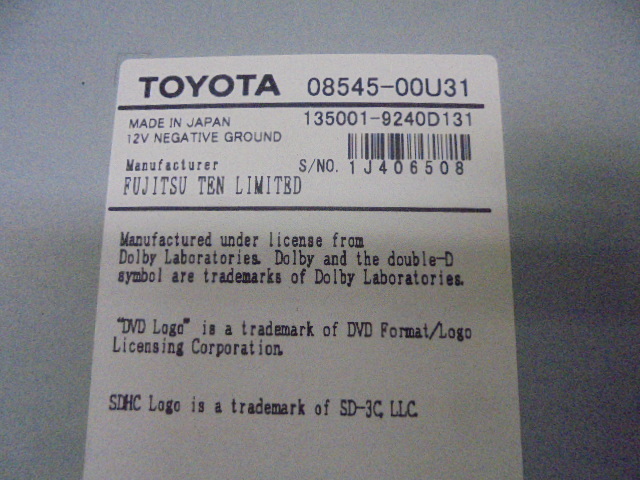 TOYOTA 08545-00U31
MADE IN JAPAN 135001-9240D131
12V NEGATIVE GROUND
Manufacturer S/NO. 1J406508
FUJITSU TEN LIMITED
Manufactured under license from
Dolby Laboratories. Dolby and the double-D
symbol are trademarks of Dolby Laboratories.
"DVD Logo" is a trademark of DVD Format/Logo
Licensing Corporation.
SDHC Logo is a trademark of SD-3C, LLC.